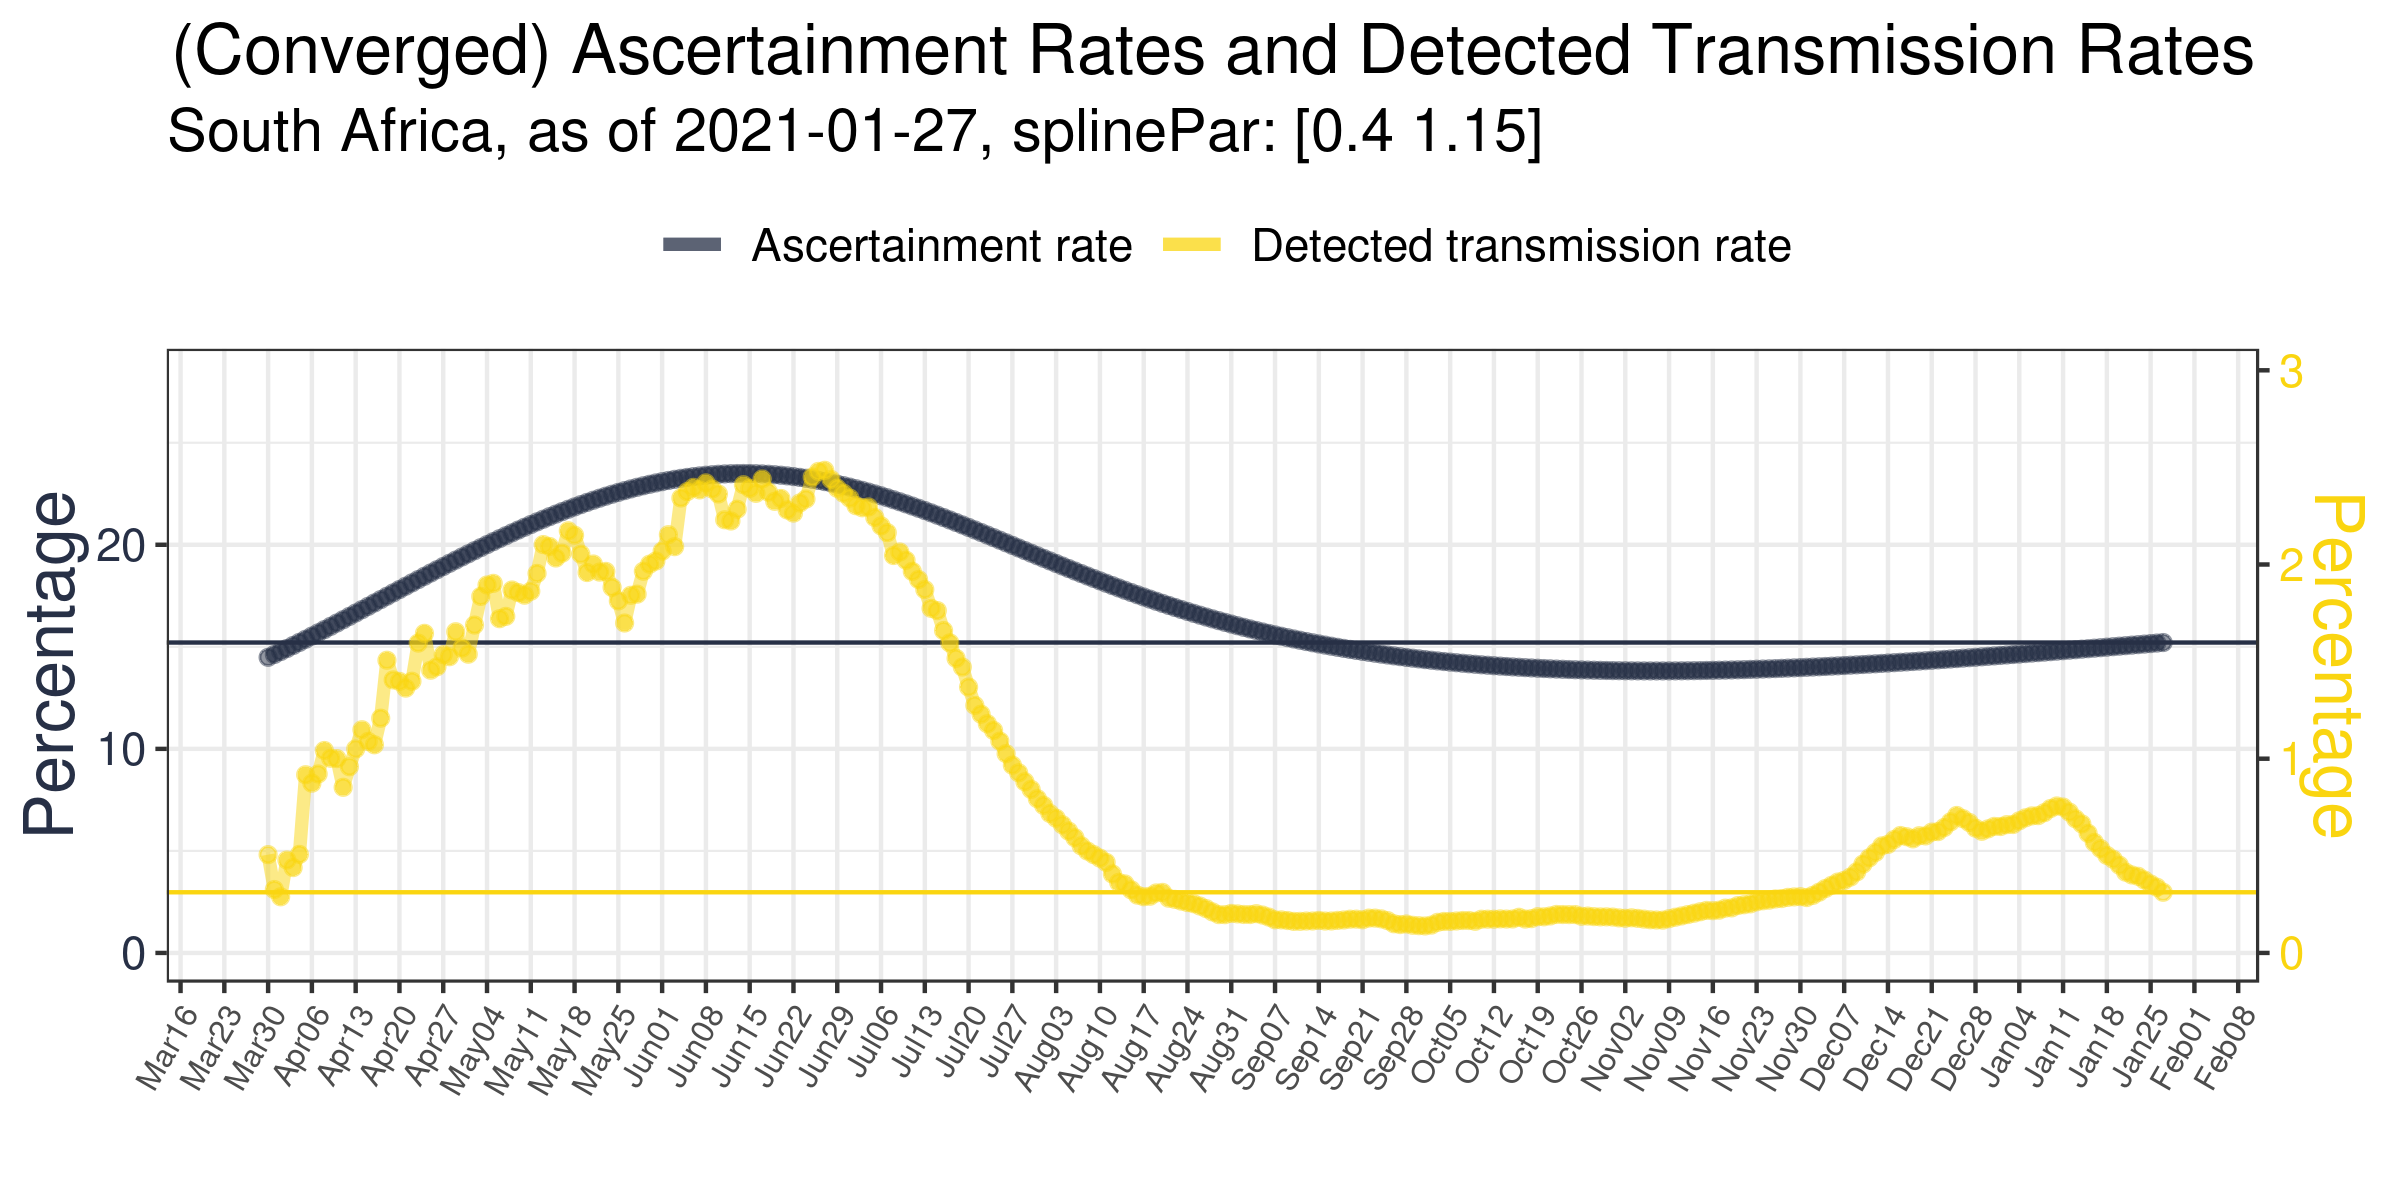 (Converged) Ascertainment Rates and Detected Transmission Rates
South Africa, as of 2021-01-27, splinePar: [0.4 1.15]
Ascertainment rate
Detected transmission rate
Percentage
20
10
0
3
2
1
0
Percentage
Mar16
Mar23
Mar30
Apr06
Apr13
Apr20
Apr27
May04
May11
May18
May25
Jun01
Jun08
Jun15
Jun22
Jun29
Jul06
Jul13
Jul20
Jul27
Aug03
Aug10
Aug17
Aug24
Aug31
Sep07
Sep14
Sep21
Sep28
Oct05
Oct12
Oct19
Oct26
Nov02
Nov09
Nov16
Nov23
Nov30
Dec07
Dec14
Dec21
Dec28
Jan04
Jan11
Jan18
Jan25
Feb01
Feb08